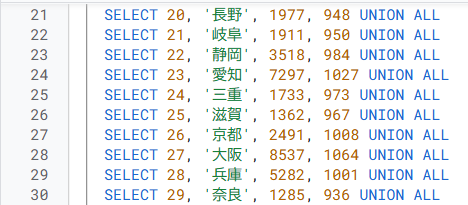 21 SELECT 20, '長野', 1977, 948 UNION ALL
22 SELECT 21, '岐阜', 1911, 950 UNION ALL
23 SELECT 22, '静岡', 3518, 984 UNION ALL
24 SELECT 23, '愛知', 7297, 1027 UNION ALL
25 SELECT 24, '三重', 1733, 973 UNION ALL
26 SELECT 25, '滋賀', 1362, 967 UNION ALL
27 SELECT 26, '京都', 2491, 1008 UNION ALL
28 SELECT 27, '大阪', 8537, 1064 UNION ALL
29 SELECT 28, '兵庫', 5282, 1001 UNION ALL
30 SELECT 29, '奈良', 1285, 936 UNION ALL